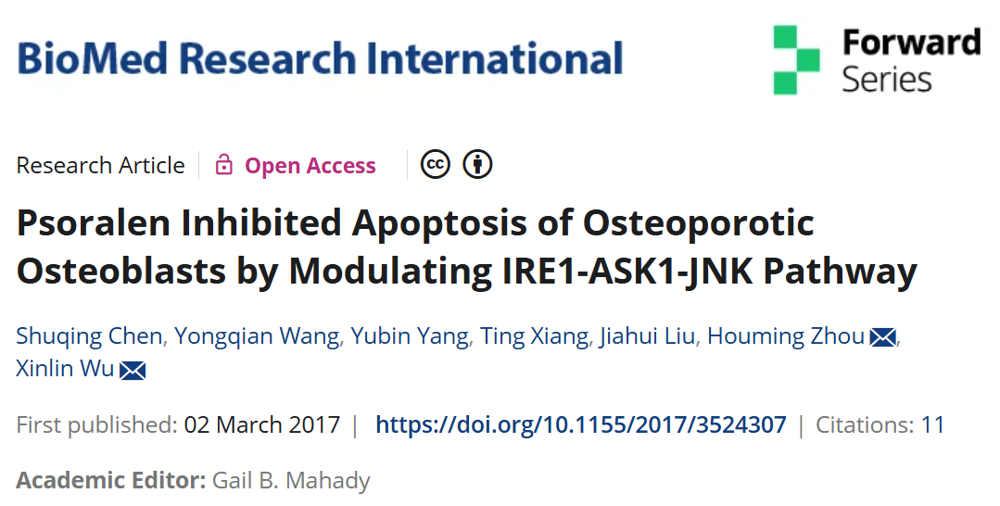 BioMed Research International
Forward
Series
Research Article
Open Access
cc
Psoralen Inhibited Apoptosis of Osteoporotic
Osteoblasts by Modulating IRE1-ASK1-JNK Pathway
Shuqing Chen, Yongqian Wang, Yubin Yang, Ting Xiang, Jiahui Liu, Houming Zhou,
Xinlin Wu
First published: 02 March 2017 | https://doi.org/10.1155/2017/3524307 | Citations: 11
Academic Editor: Gail B. Mahady